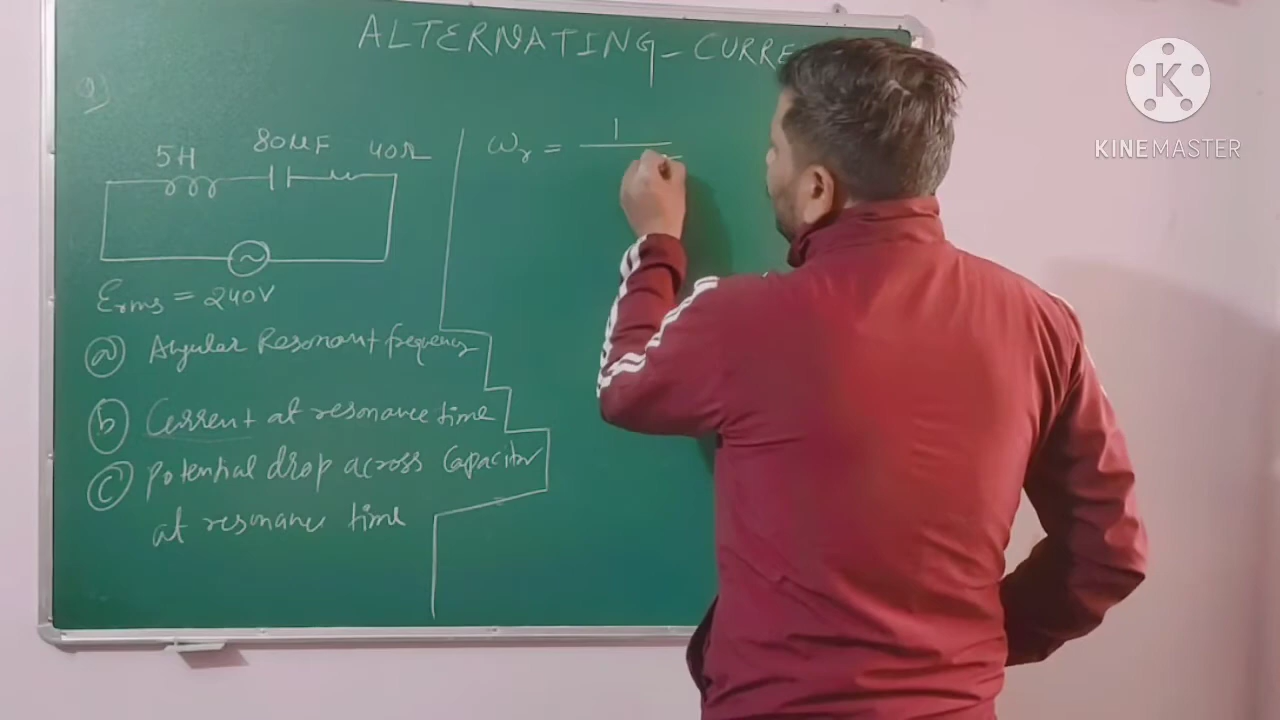 ALTERNATING-CURRE
Q)
5H 80μF 40Ω
Erms = 240V
(a) Angular Resonant frequency
(b) Current at resonance time
(c) Potential drop across Capacitor
at resonance time
ωr = 1
K
KINEMASTER